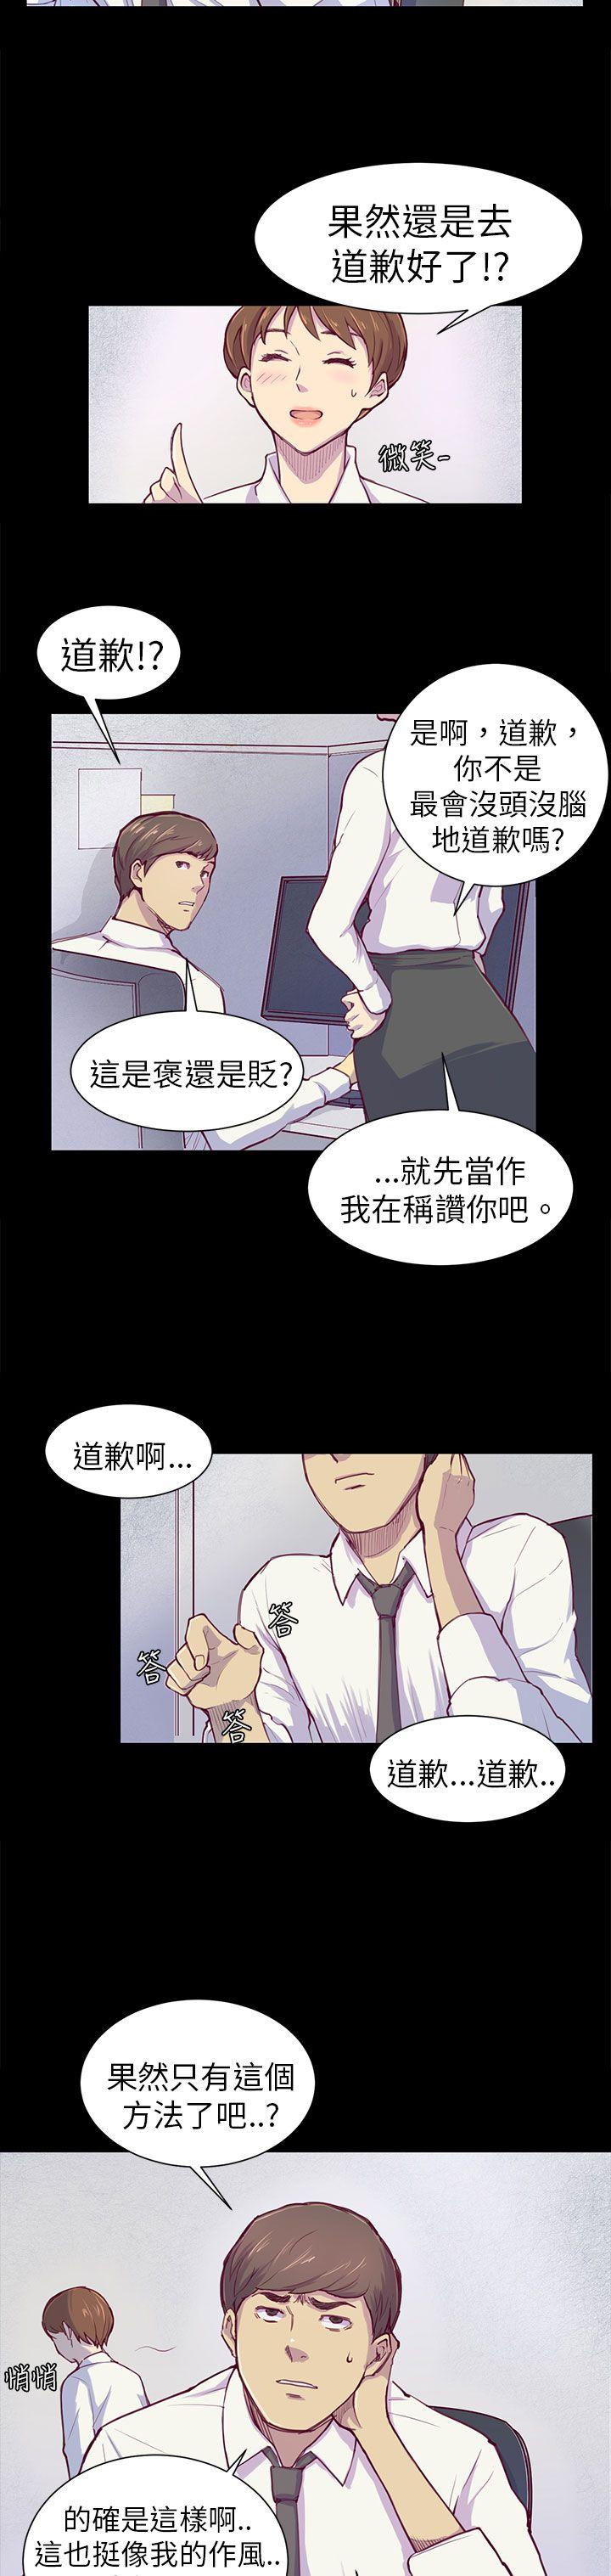 果然還是去
道歉好了!?
微笑-
道歉!?
是啊，道歉，
你不是
最會沒頭沒腦
地道歉嗎?
這是褒還是貶?
...就先當作
我在稱讚你吧。
道歉啊...
答
答
答
道歉...道歉..
果然只有這個
方法了吧..?
悄悄
的確是這樣啊..
這也挺像我的作風..